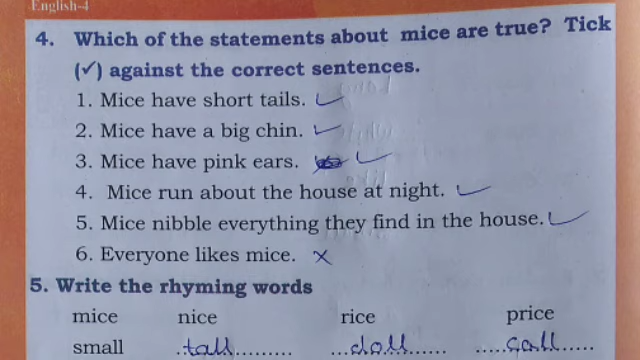 English-4
4. Which of the statements about mice are true? Tick
(✓) against the correct sentences.
1. Mice have short tails. ✓
2. Mice have a big chin. ✓
3. Mice have pink ears. ✓
4. Mice run about the house at night. ✓
5. Mice nibble everything they find in the house. ✓
6. Everyone likes mice. ×
5. Write the rhyming words
mice nice rice price
small ..tall.......... ...doll...... .....call......